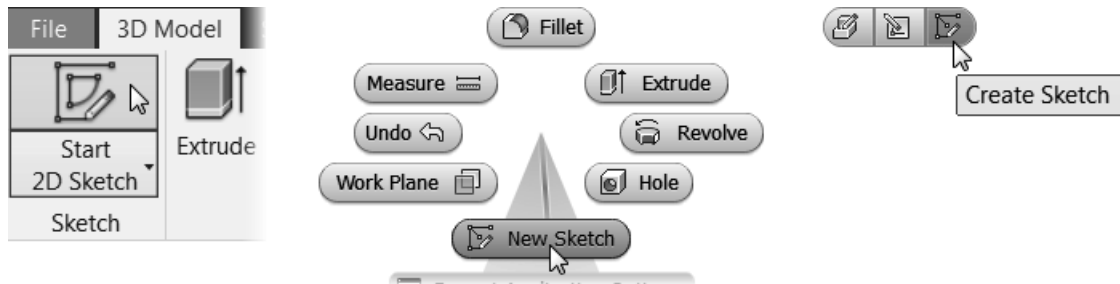 File 3D Model
Start
2D Sketch
Extrude
Sketch
Fillet
Measure
Extrude
Undo
Revolve
Work Plane
Hole
New Sketch
Create Sketch